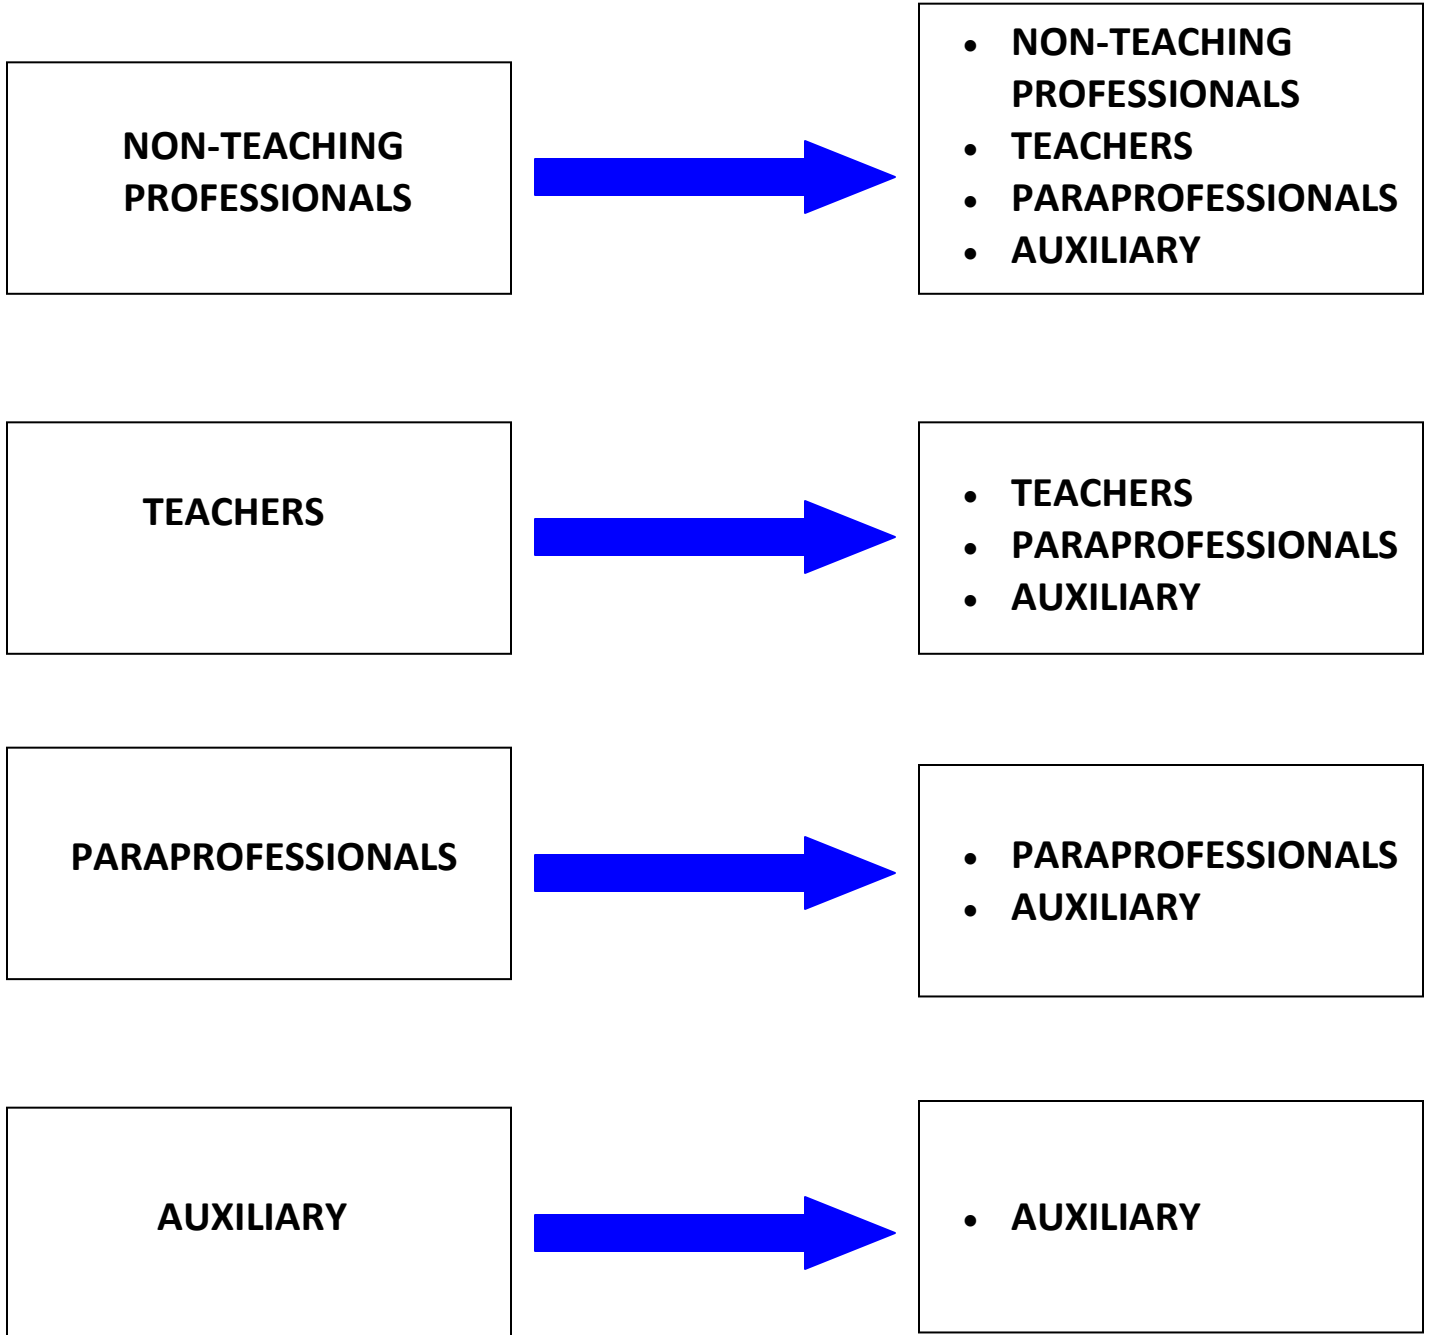 NON-TEACHING
PROFESSIONALS
• NON-TEACHING
PROFESSIONALS
• TEACHERS
• PARAPROFESSIONALS
• AUXILIARY
TEACHERS
• TEACHERS
• PARAPROFESSIONALS
• AUXILIARY
PARAPROFESSIONALS
• PARAPROFESSIONALS
• AUXILIARY
AUXILIARY
• AUXILIARY